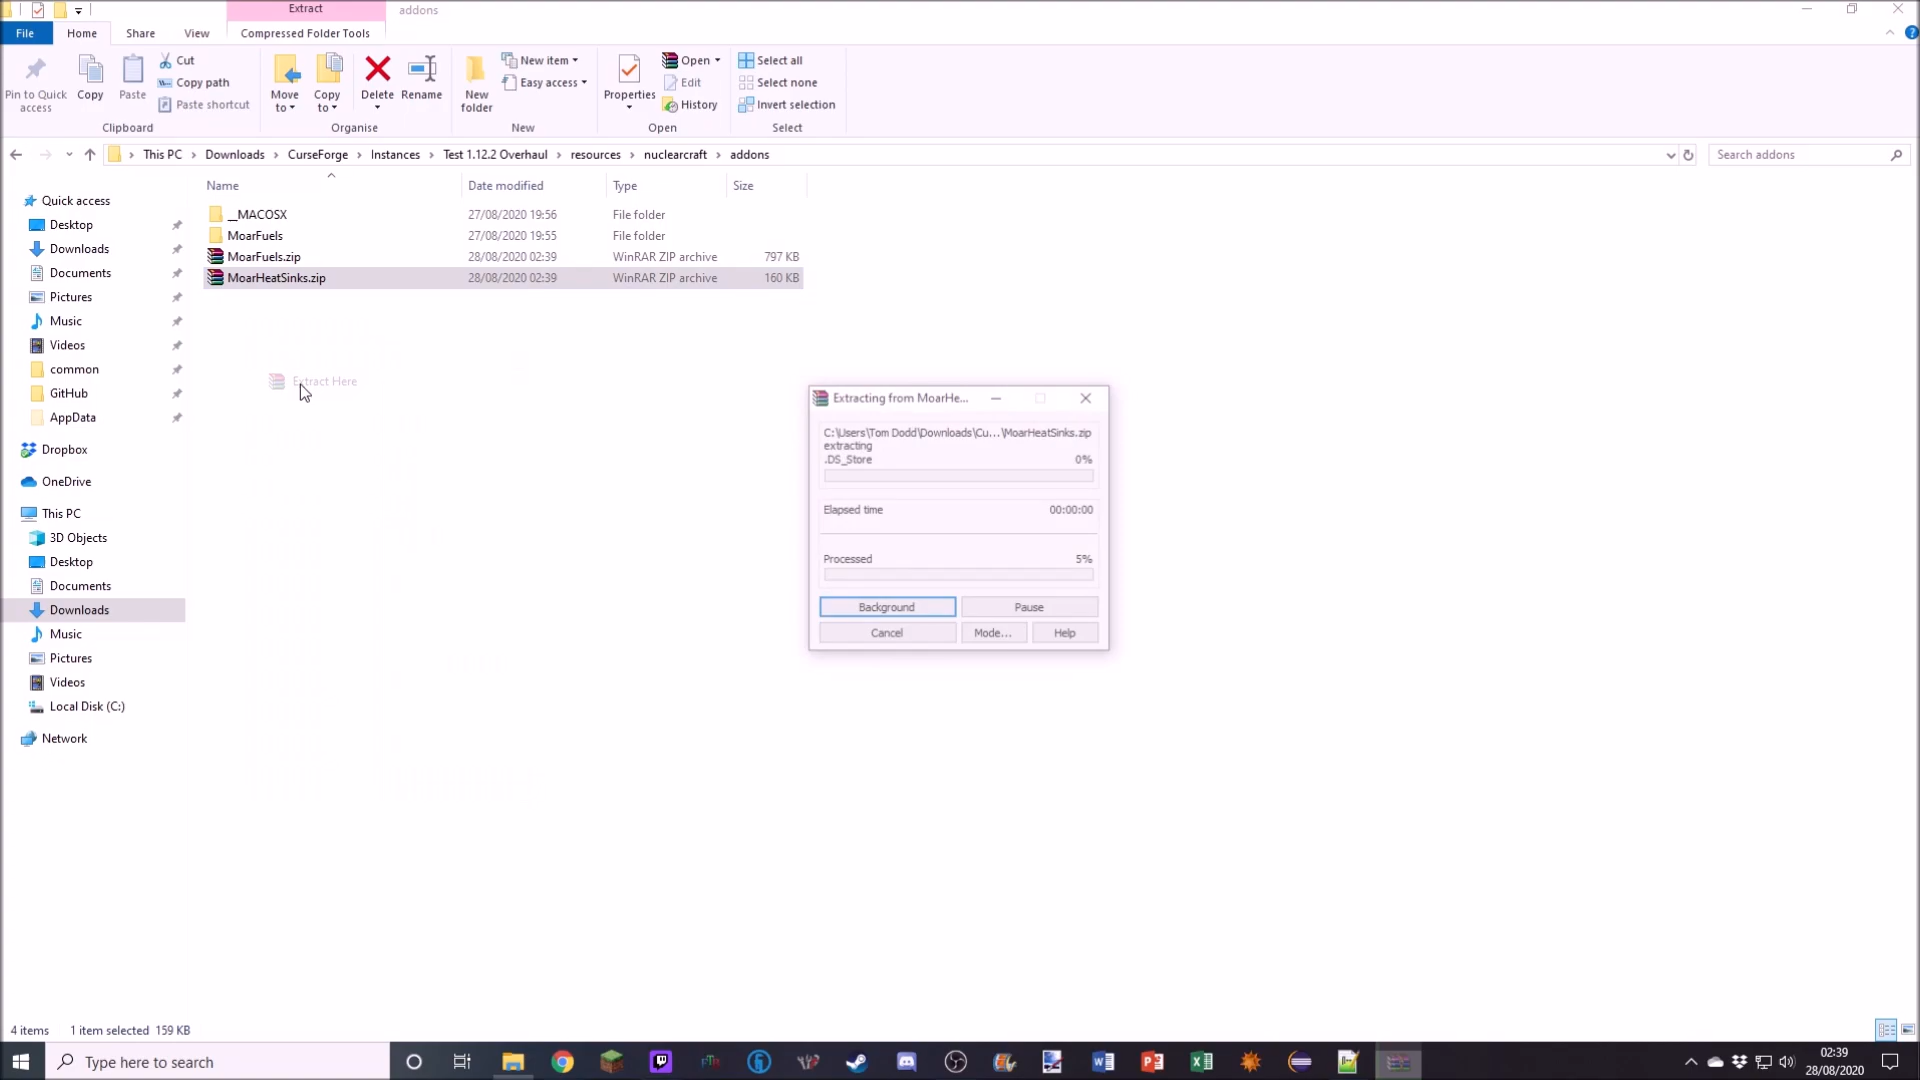 Extract
addons
File
Home
Share
View
Compressed Folder Tools
Pin to Quick access
Copy
Paste
Cut
Copy path
Paste shortcut
Clipboard
Move to
Copy to
Delete
Rename
Organise
New folder
New item
Easy access
New
Properties
Open
Edit
History
Open
Select all
Select none
Invert selection
Select
This PC > Downloads > CurseForge > Instances > Test 1.12.2 Overhaul > resources > nuclearcraft > addons
Search addons
Name Date modified Type Size
__MACOSX 27/08/2020 19:56 File folder
MoarFuels 27/08/2020 19:55 File folder
MoarFuels.zip 28/08/2020 02:39 WinRAR ZIP archive 797 KB
MoarHeatSinks.zip 28/08/2020 02:39 WinRAR ZIP archive 160 KB
Quick access
Desktop
Downloads
Documents
Pictures
Music
Videos
common
GitHub
AppData
Dropbox
OneDrive
This PC
3D Objects
Desktop
Documents
Downloads
Music
Pictures
Videos
Local Disk (C:)
Network
Extract Here
Extracting from MoarHe...
C:\Users\Tom Dodd\Downloads\Cu...\MoarHeatSinks.zip
extracting
.DS_Store 0%
Elapsed time 00:00:00
Processed 5%
Background
Pause
Cancel
Mode...
Help
4 items 1 item selected 159 KB
Type here to search
02:39
28/08/2020